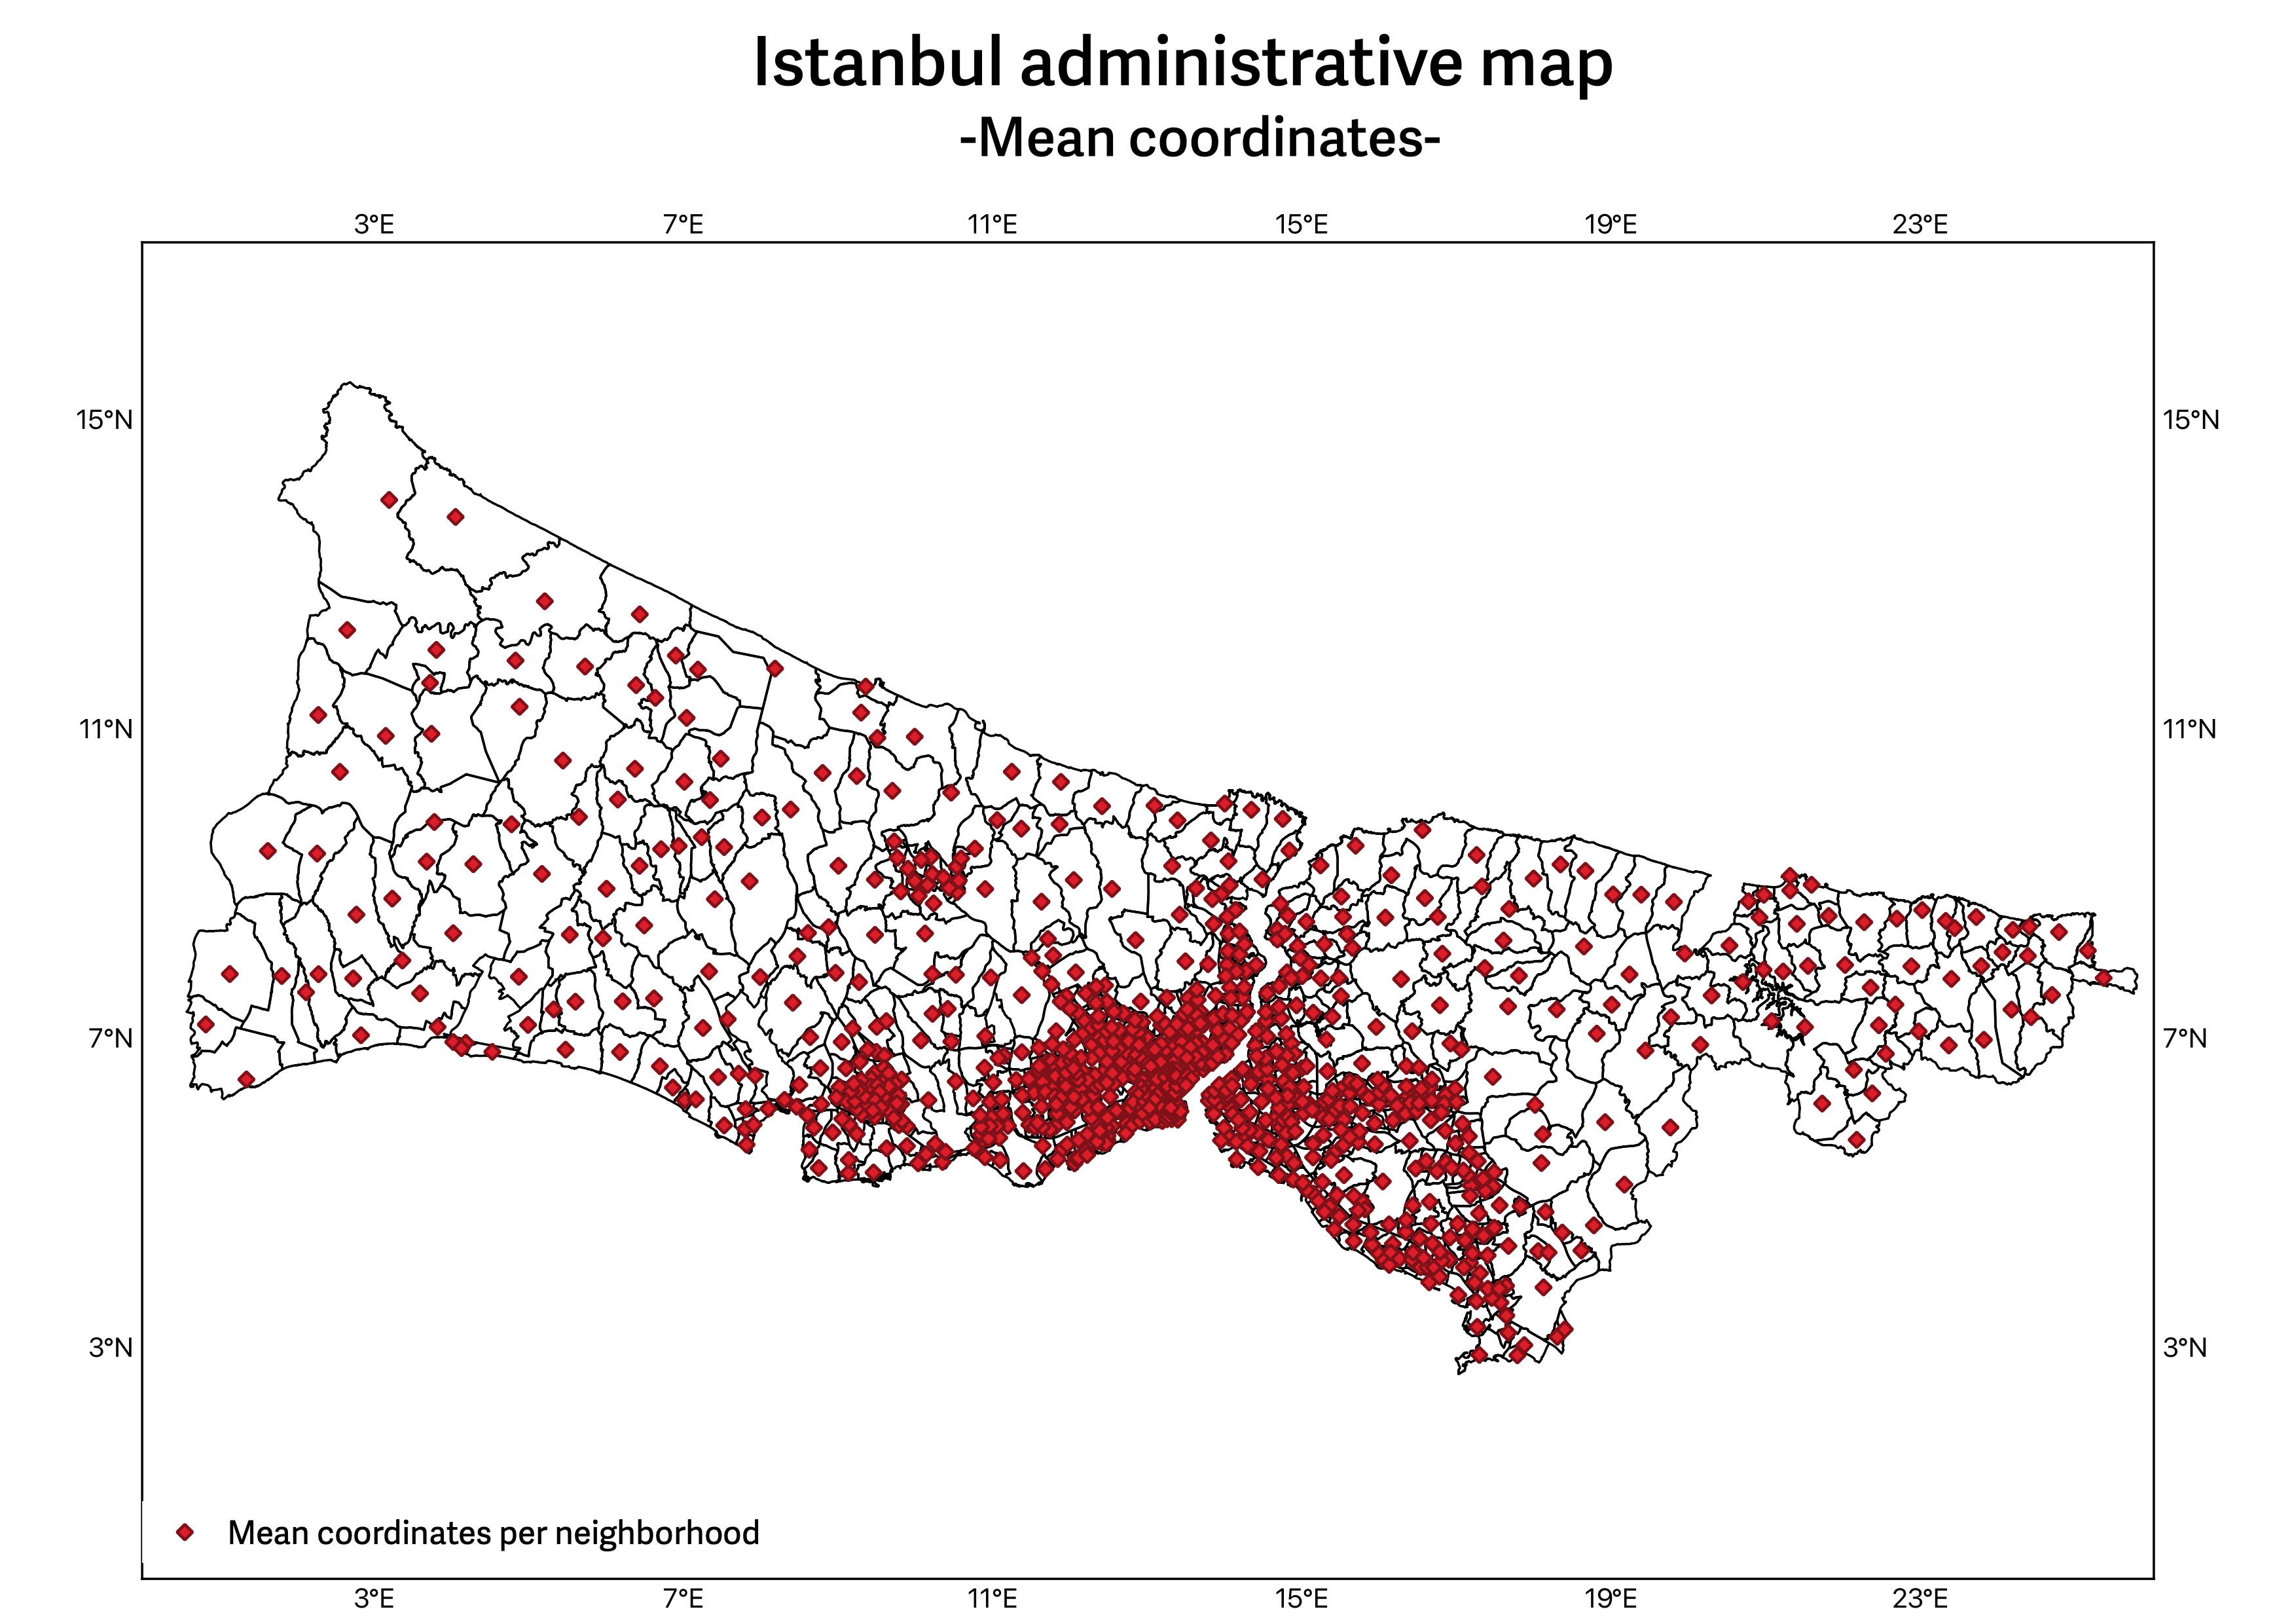 Istanbul administrative map
-Mean coordinates-
3°E 7°E 11°E 15°E 19°E 23°E
15°N 15°N
11°N 11°N
7°N 7°N
3°N 3°N
Mean coordinates per neighborhood
3°E 7°E 11°E 15°E 19°E 23°E